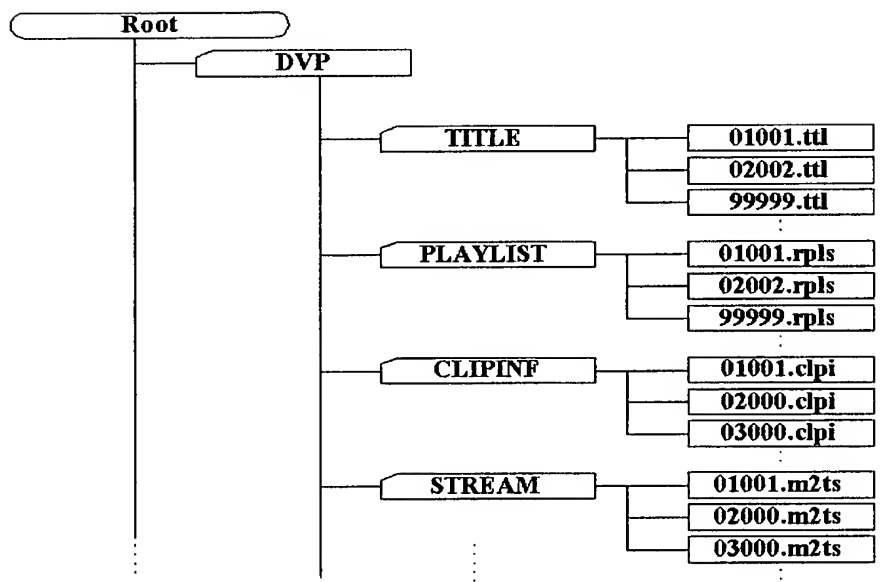 Root
DVP
TITLE
01001.ttl
02002.ttl
99999.ttl
PLAYLIST
01001.rpls
02002.rpls
99999.rpls
CLIPINF
01001.clpi
02000.clpi
03000.clpi
STREAM
01001.m2ts
02000.m2ts
03000.m2ts